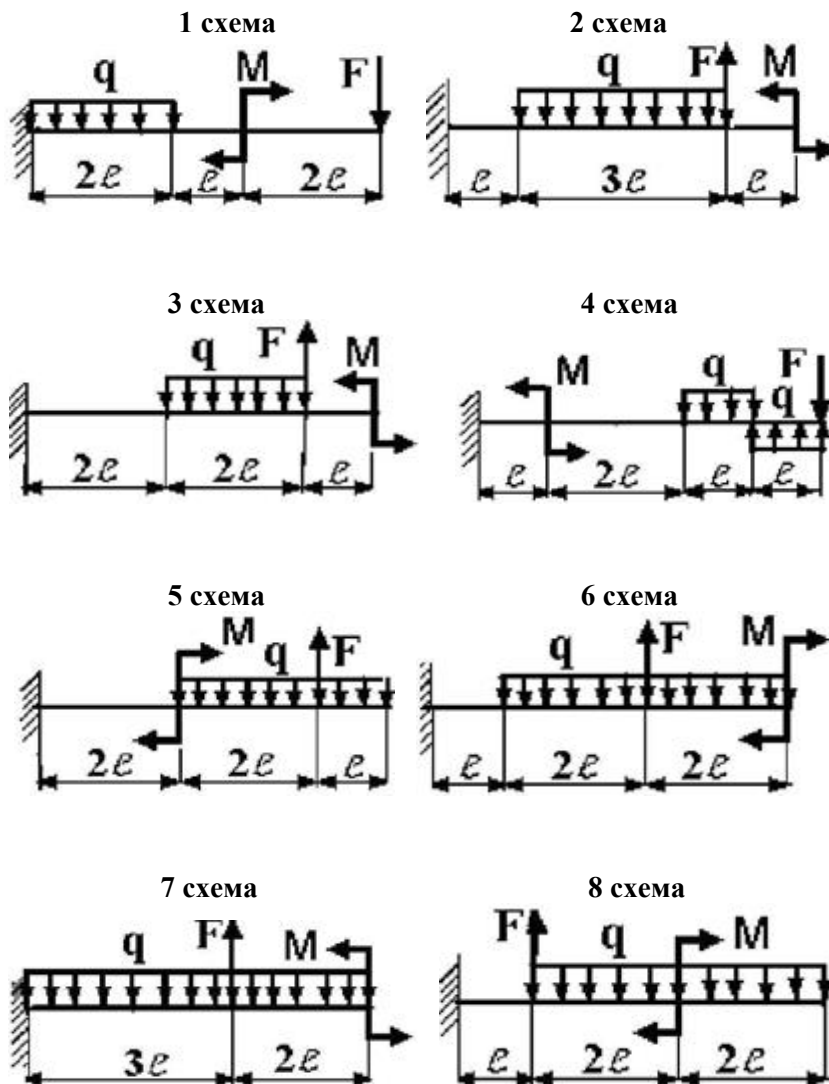 1 схема
q M F
2ℓ ℓ 2ℓ
2 схема
q F M
ℓ 3ℓ ℓ
3 схема
q F M
2ℓ 2ℓ ℓ
4 схема
M q F
q
ℓ 2ℓ ℓ ℓ
5 схема
M q F
2ℓ 2ℓ ℓ
6 схема
q F M
ℓ 2ℓ 2ℓ
7 схема
q F M
3ℓ 2ℓ
8 схема
F q M
ℓ 2ℓ 2ℓ